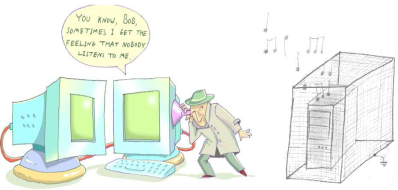 YOU KNOW, BOB,
SOMETIMES I GET THE
FEELING THAT NOBODY
LISTENS TO ME.